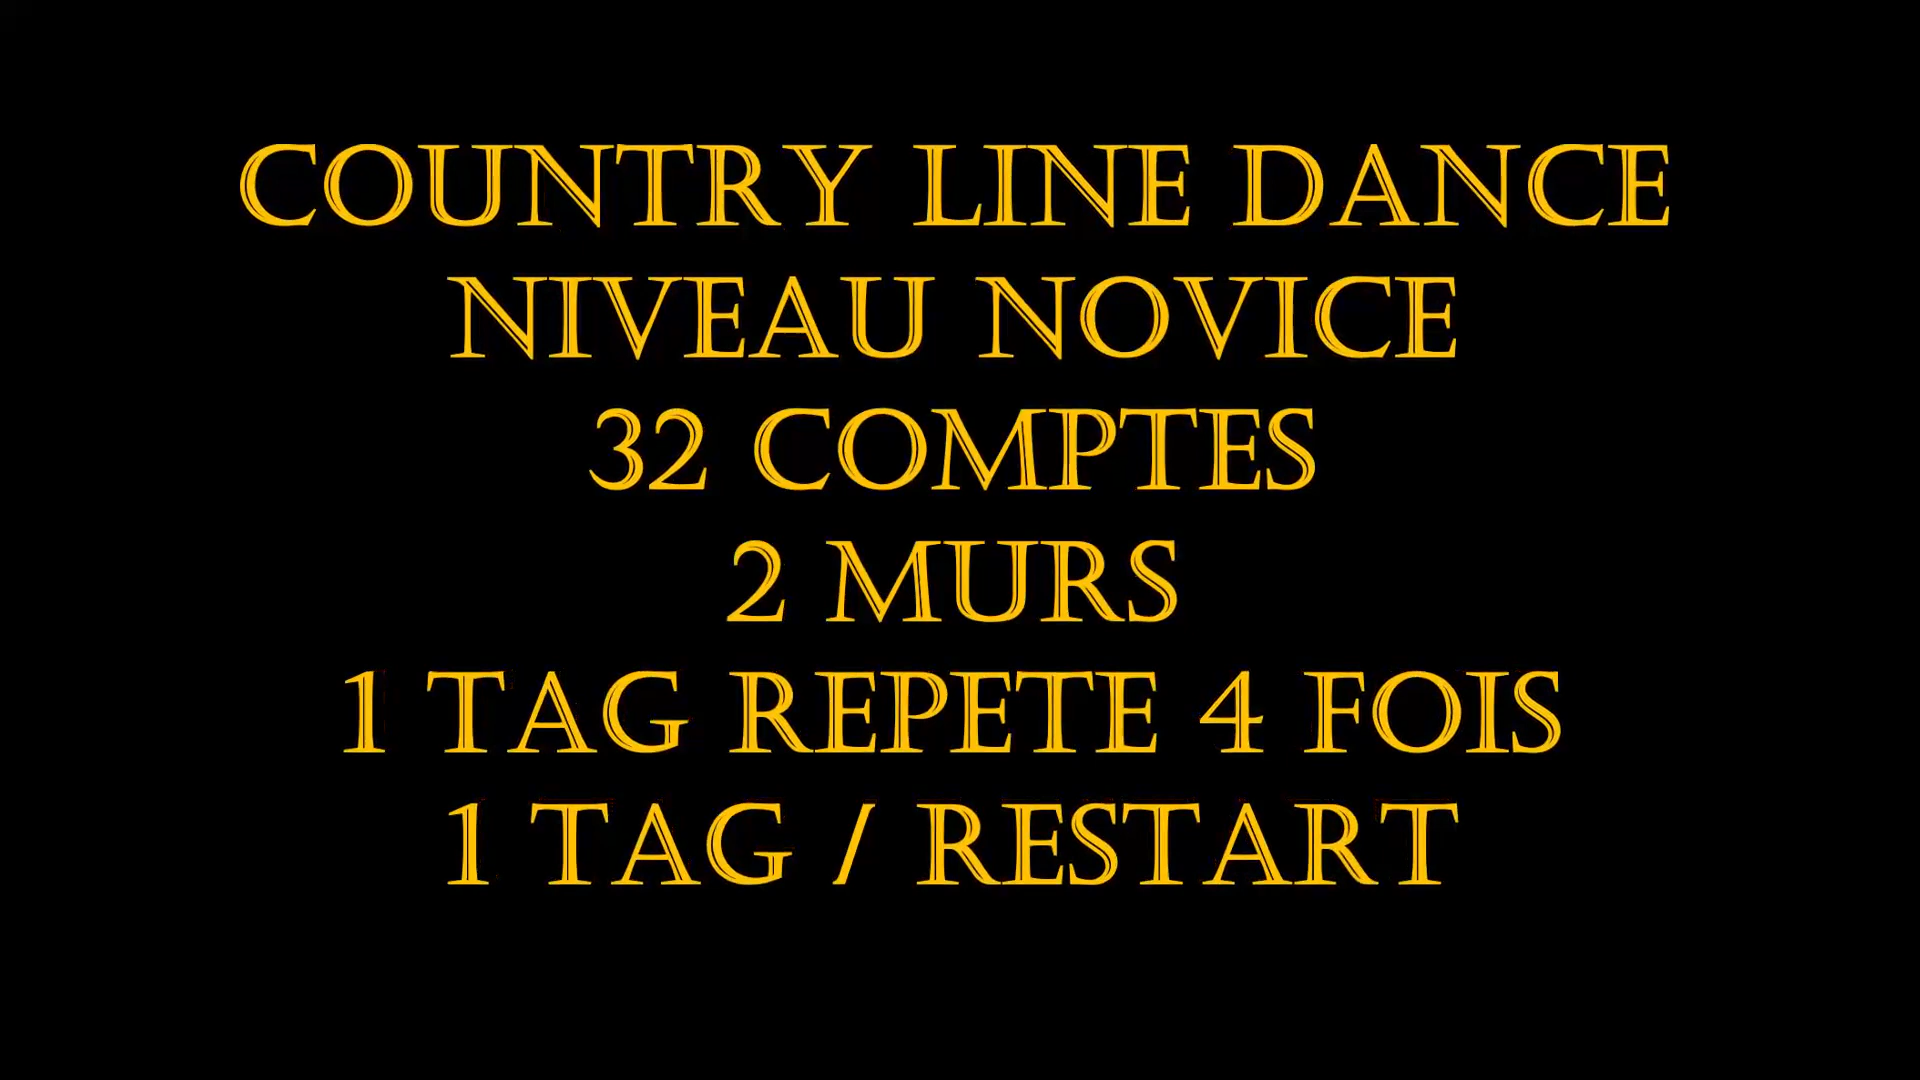 COUNTRY LINE DANCE
NIVEAU NOVICE
32 COMPTES
2 MURS
1 TAG REPETE 4 FOIS
1 TAG / RESTART